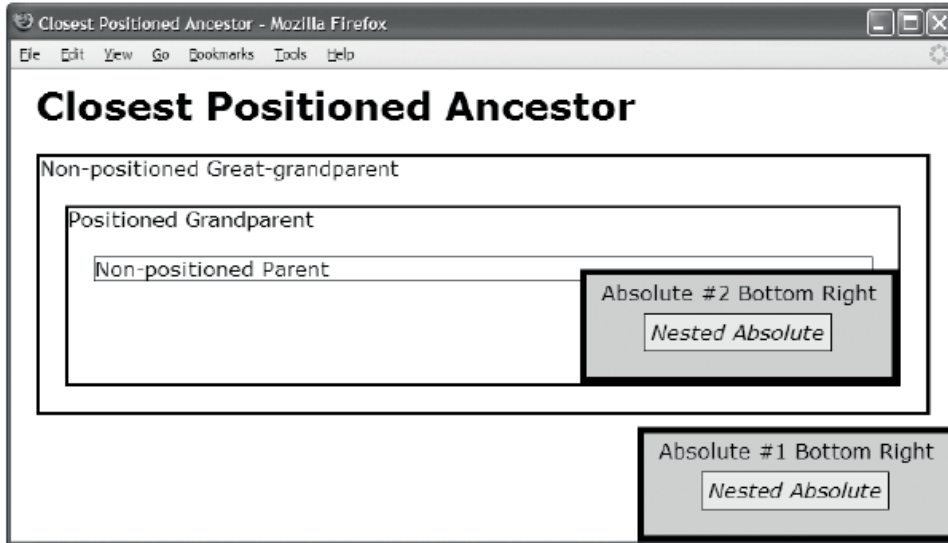 Closest Positioned Ancestor - Mozilla Firefox
File Edit View Go Bookmarks Tools Help
Closest Positioned Ancestor
Non-positioned Great-grandparent
Positioned Grandparent
Non-positioned Parent
Absolute #2 Bottom Right
Nested Absolute
Absolute #1 Bottom Right
Nested Absolute